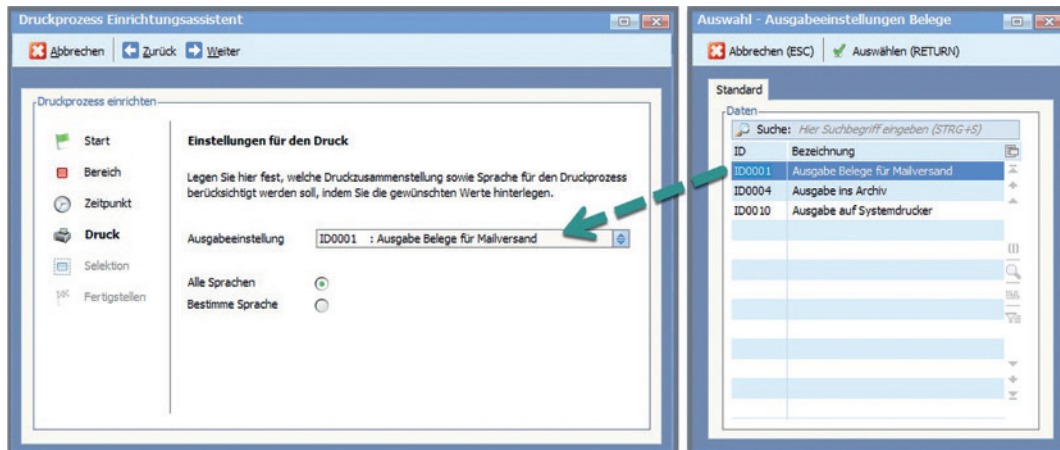 Druckprozess Einrichtungsassistent
Abbrechen Zurück Weiter
Druckprozess einrichten
Start
Bereich
Zeitpunkt
Druck
Selektion
Fertigstellen
Einstellungen für den Druck
Legen Sie hier fest, welche Druckzusammenstellung sowie Sprache für den Druckprozess
berücksichtigt werden soll, indem Sie die gewünschten Werte hinterlegen.
Ausgabeeinstellung ID0001 : Ausgabe Belege für Mailversand
Alle Sprachen
Bestimme Sprache
Auswahl - Ausgabeeinstellungen Belege
Abbrechen (ESC) Auswählen (RETURN)
Standard
Daten
Suche: Hier Suchbegriff eingeben (STRG+S)
ID Bezeichnung
ID0001 Ausgabe Belege für Mailversand
ID0004 Ausgabe ins Archiv
ID0010 Ausgabe auf Systemdrucker